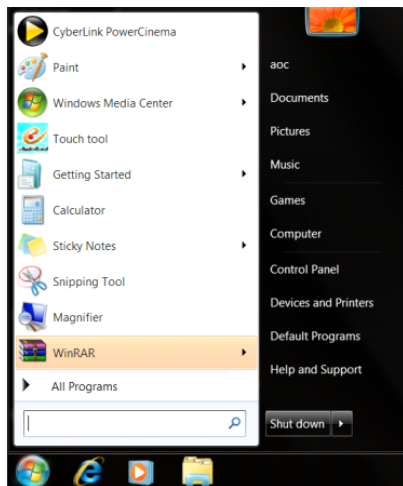 CyberLink PowerCinema
Paint
Windows Media Center
Touch tool
Getting Started
Calculator
Sticky Notes
Snipping Tool
Magnifier
WinRAR
All Programs
aoc
Documents
Pictures
Music
Games
Computer
Control Panel
Devices and Printers
Default Programs
Help and Support
Shut down